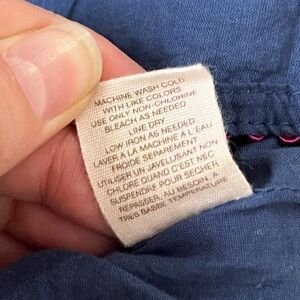 MACHINE WASH COLD
WITH LIKE COLORS
USE ONLY NON-CHLORINE
BLEACH AS NEEDED
LINE DRY
LOW IRON AS NEEDED
LAVER A LA MACHINE A L EAU
FROIDE SEPAREMENT
UTILISER UN JAVELLISANT NON
CHLORE QUAND C'EST NEC.
SUSPENDRE POUR SECHER
REPASSER, AU BESOIN, A
TRES BASSE TEMPERATURE